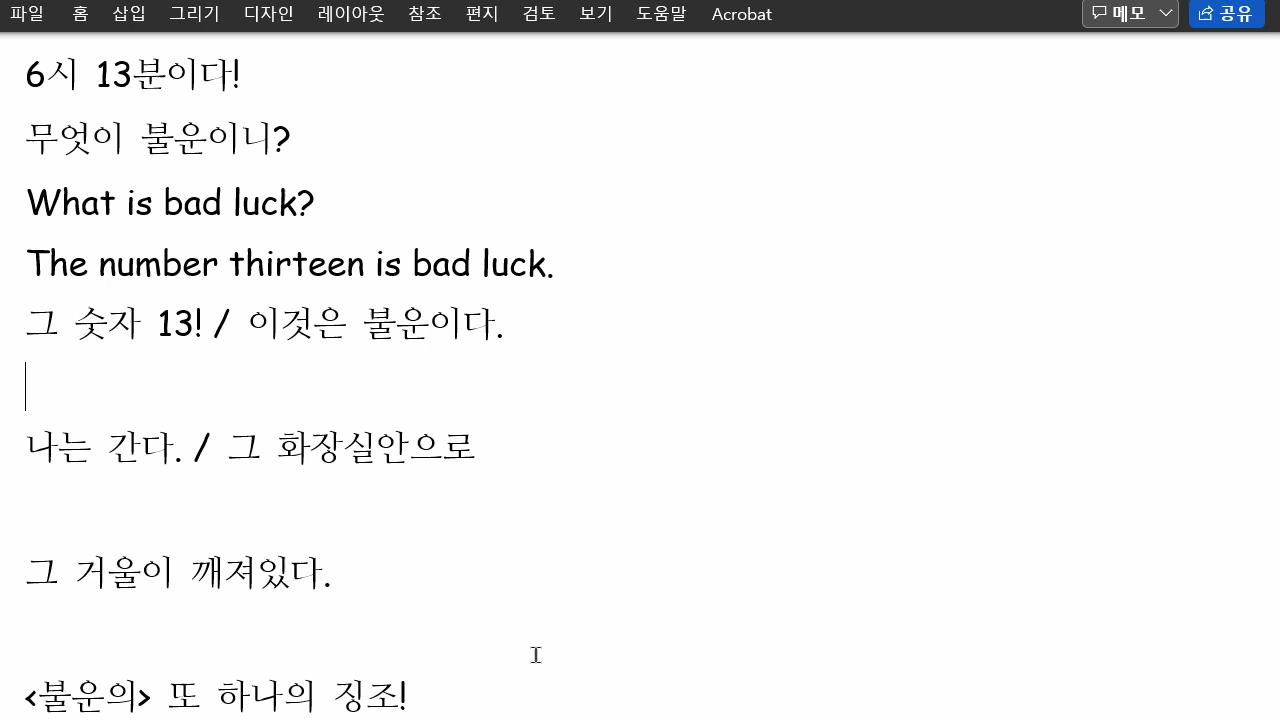 파일 홈 삽입 그리기 디자인 레이아웃 참조 편지 검토 보기 도움말 Acrobat 메모 공유
6시 13분이다!
무엇이 불운이니?
What is bad luck?
The number thirteen is bad luck.
그 숫자 13! / 이것은 불운이다.
나는 간다. / 그 화장실안으로
그 거울이 깨져있다.
<불운의> 또 하나의 징조!